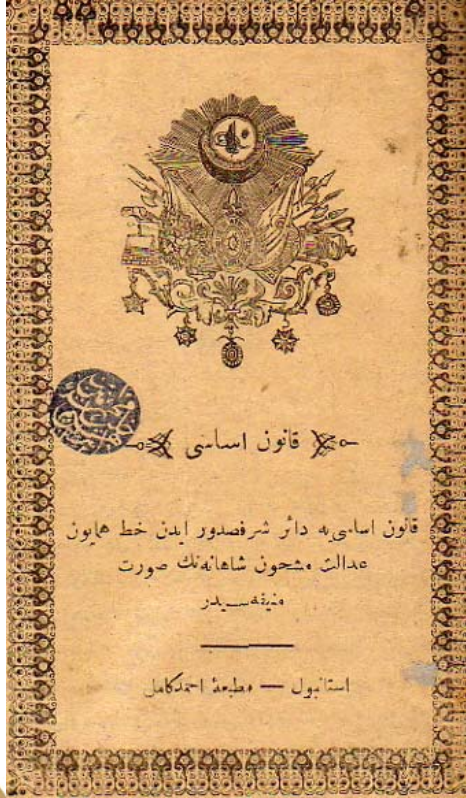 قانون اساسی
قانون اساسی‌یه دائر شرفصدور ایدن خط همایون
عدالت مشحون شاهانه‌نك صورت
منیفه‌سیدر
استانبول — مطبعهٔ احمد کامل